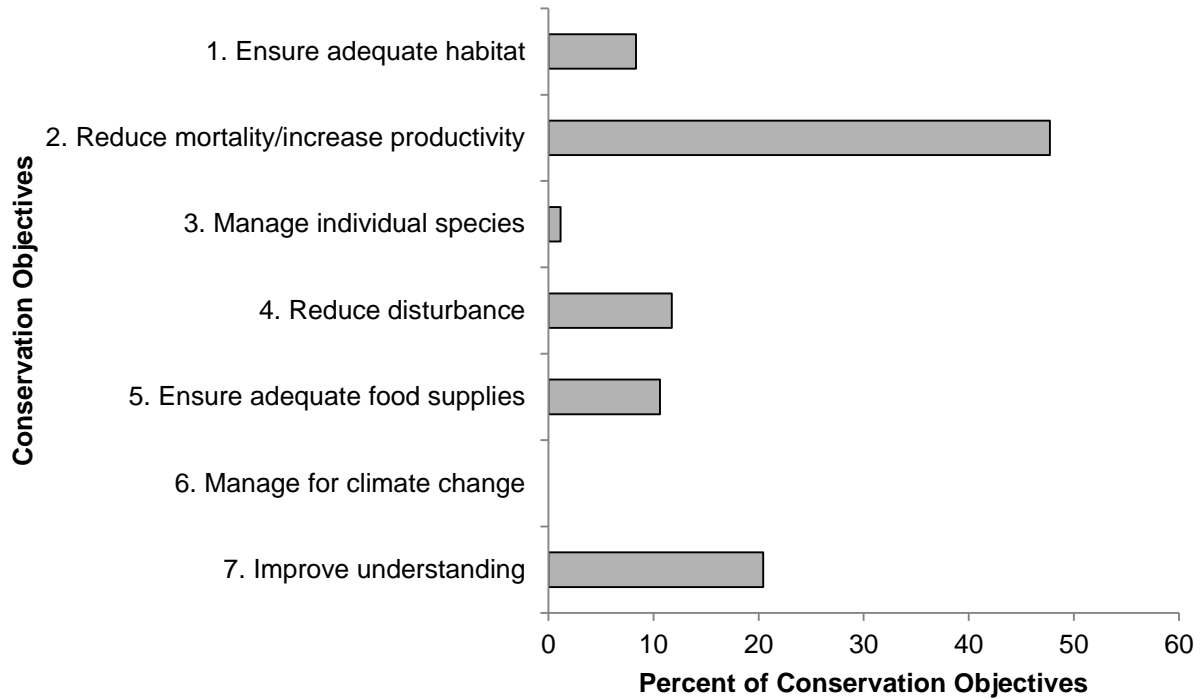 Conservation Objectives
1. Ensure adequate habitat
2. Reduce mortality/increase productivity
3. Manage individual species
4. Reduce disturbance
5. Ensure adequate food supplies
6. Manage for climate change
7. Improve understanding
0 10 20 30 40 50 60
Percent of Conservation Objectives